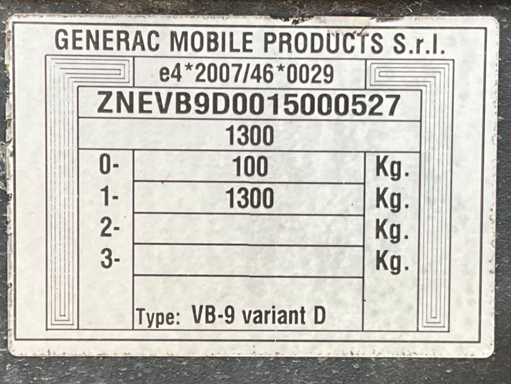 GENERAC MOBILE PRODUCTS S.r.l.
e4*2007/46*0029
ZNEVB9D0015000527
1300
0- 100 Kg.
1- 1300 Kg.
2- Kg.
3- Kg.
Type: VB-9 variant D